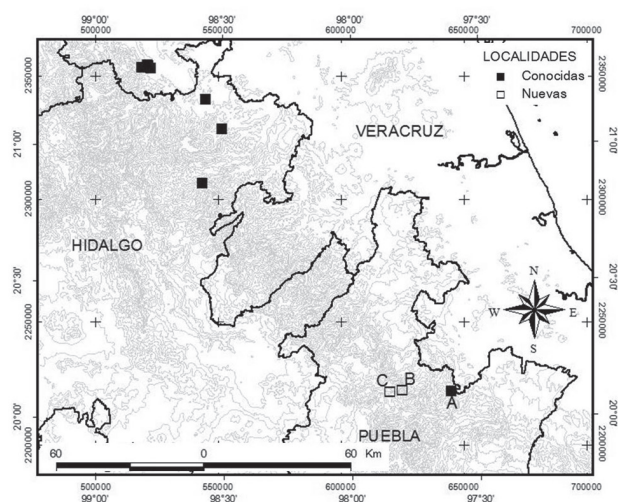 99°00' 98°30' 98°00' 97°30'
500000 550000 600000 650000 700000
LOCALIDADES
Conocidas
Nuevas
2350000 2350000
VERACRUZ
21°00' 21°00'
2300000 2300000
HIDALGO
20°30' 20°30'
N
W E
S
2250000 2250000
C B
A
20°00' 20°00'
PUEBLA
2200000 2200000
60 0 60 Km
99°00' 98°30' 98°00' 97°30'
500000 550000 600000 650000 700000